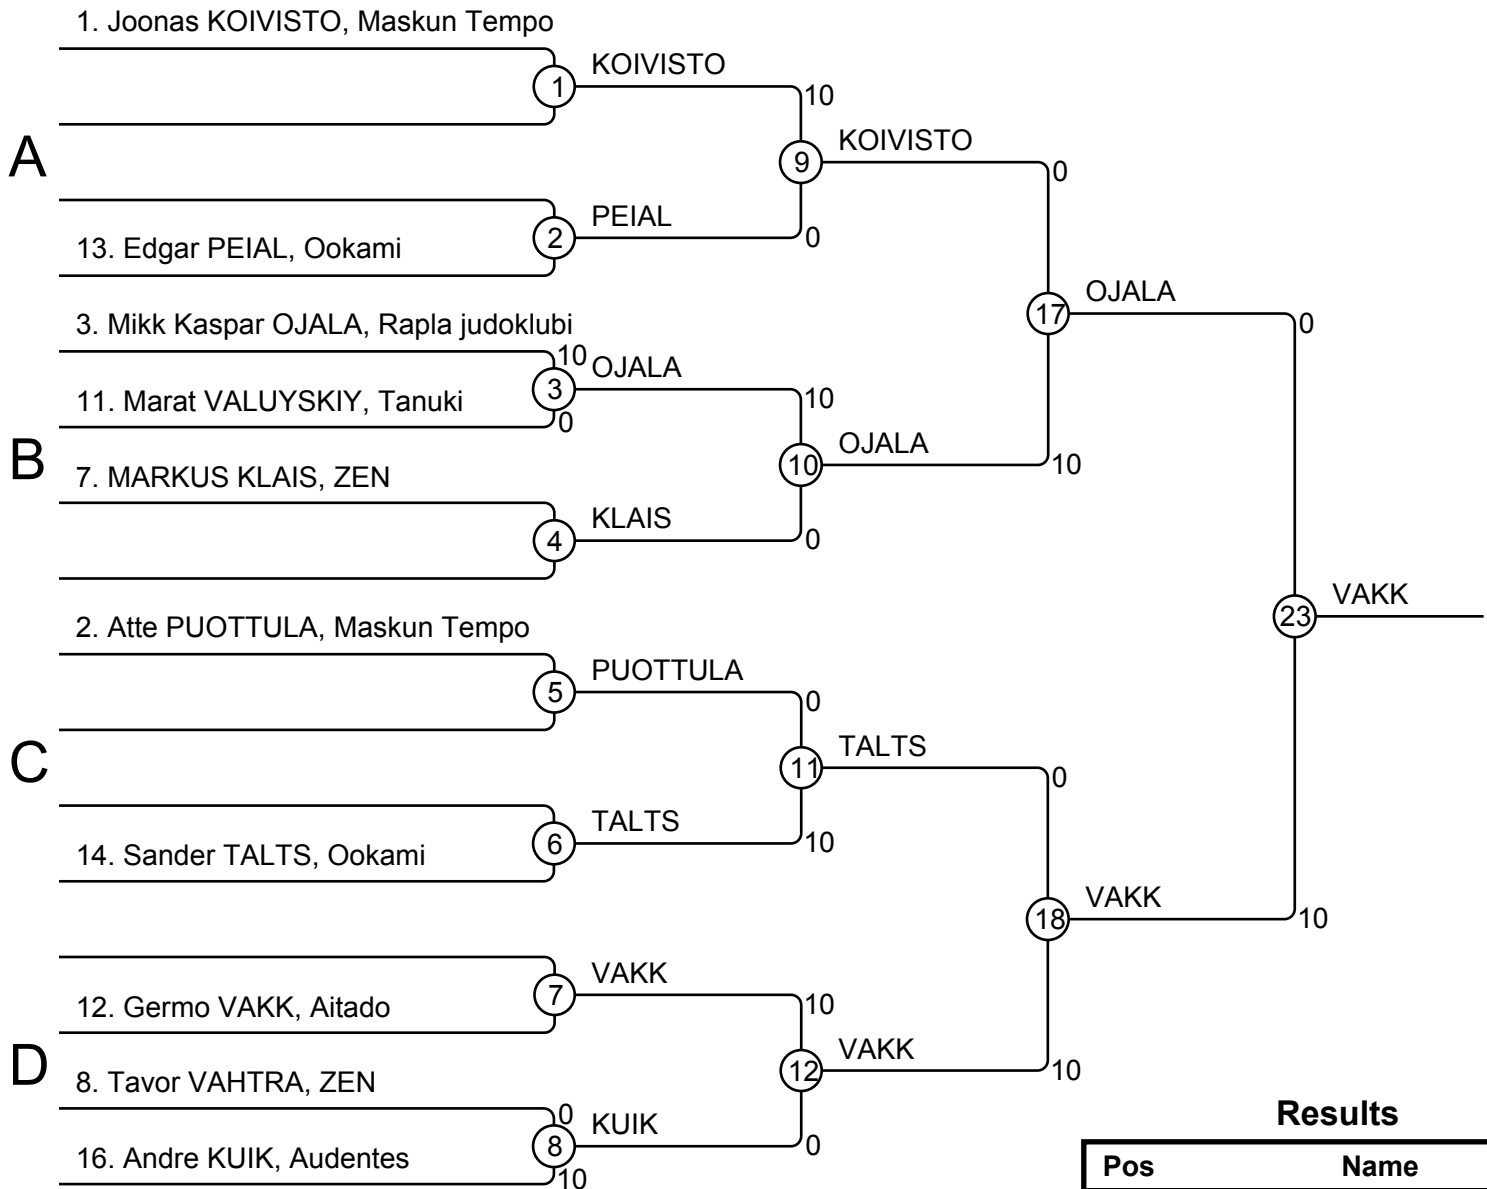 1. Joonas KOIVISTO, Maskun Tempo
1
KOIVISTO
10
A
9
KOIVISTO
0
13. Edgar PEIAL, Ookami
2
PEIAL
0
3. Mikk Kaspar OJALA, Rapla judoklubi
10
11. Marat VALUYSKIY, Tanuki
0
3
OJALA
10
17
OJALA
0
B
10
OJALA
10
7. MARKUS KLAIS, ZEN
4
KLAIS
0
23
VAKK
2. Atte PUOTTULA, Maskun Tempo
5
PUOTTULA
0
C
11
TALTS
0
14. Sander TALTS, Ookami
6
TALTS
10
18
VAKK
10
12. Germo VAKK, Aitado
7
VAKK
10
D
12
VAKK
10
8. Tavor VAHTRA, ZEN
0
16. Andre KUIK, Audentes
10
8
KUIK
0
Results
Pos Name